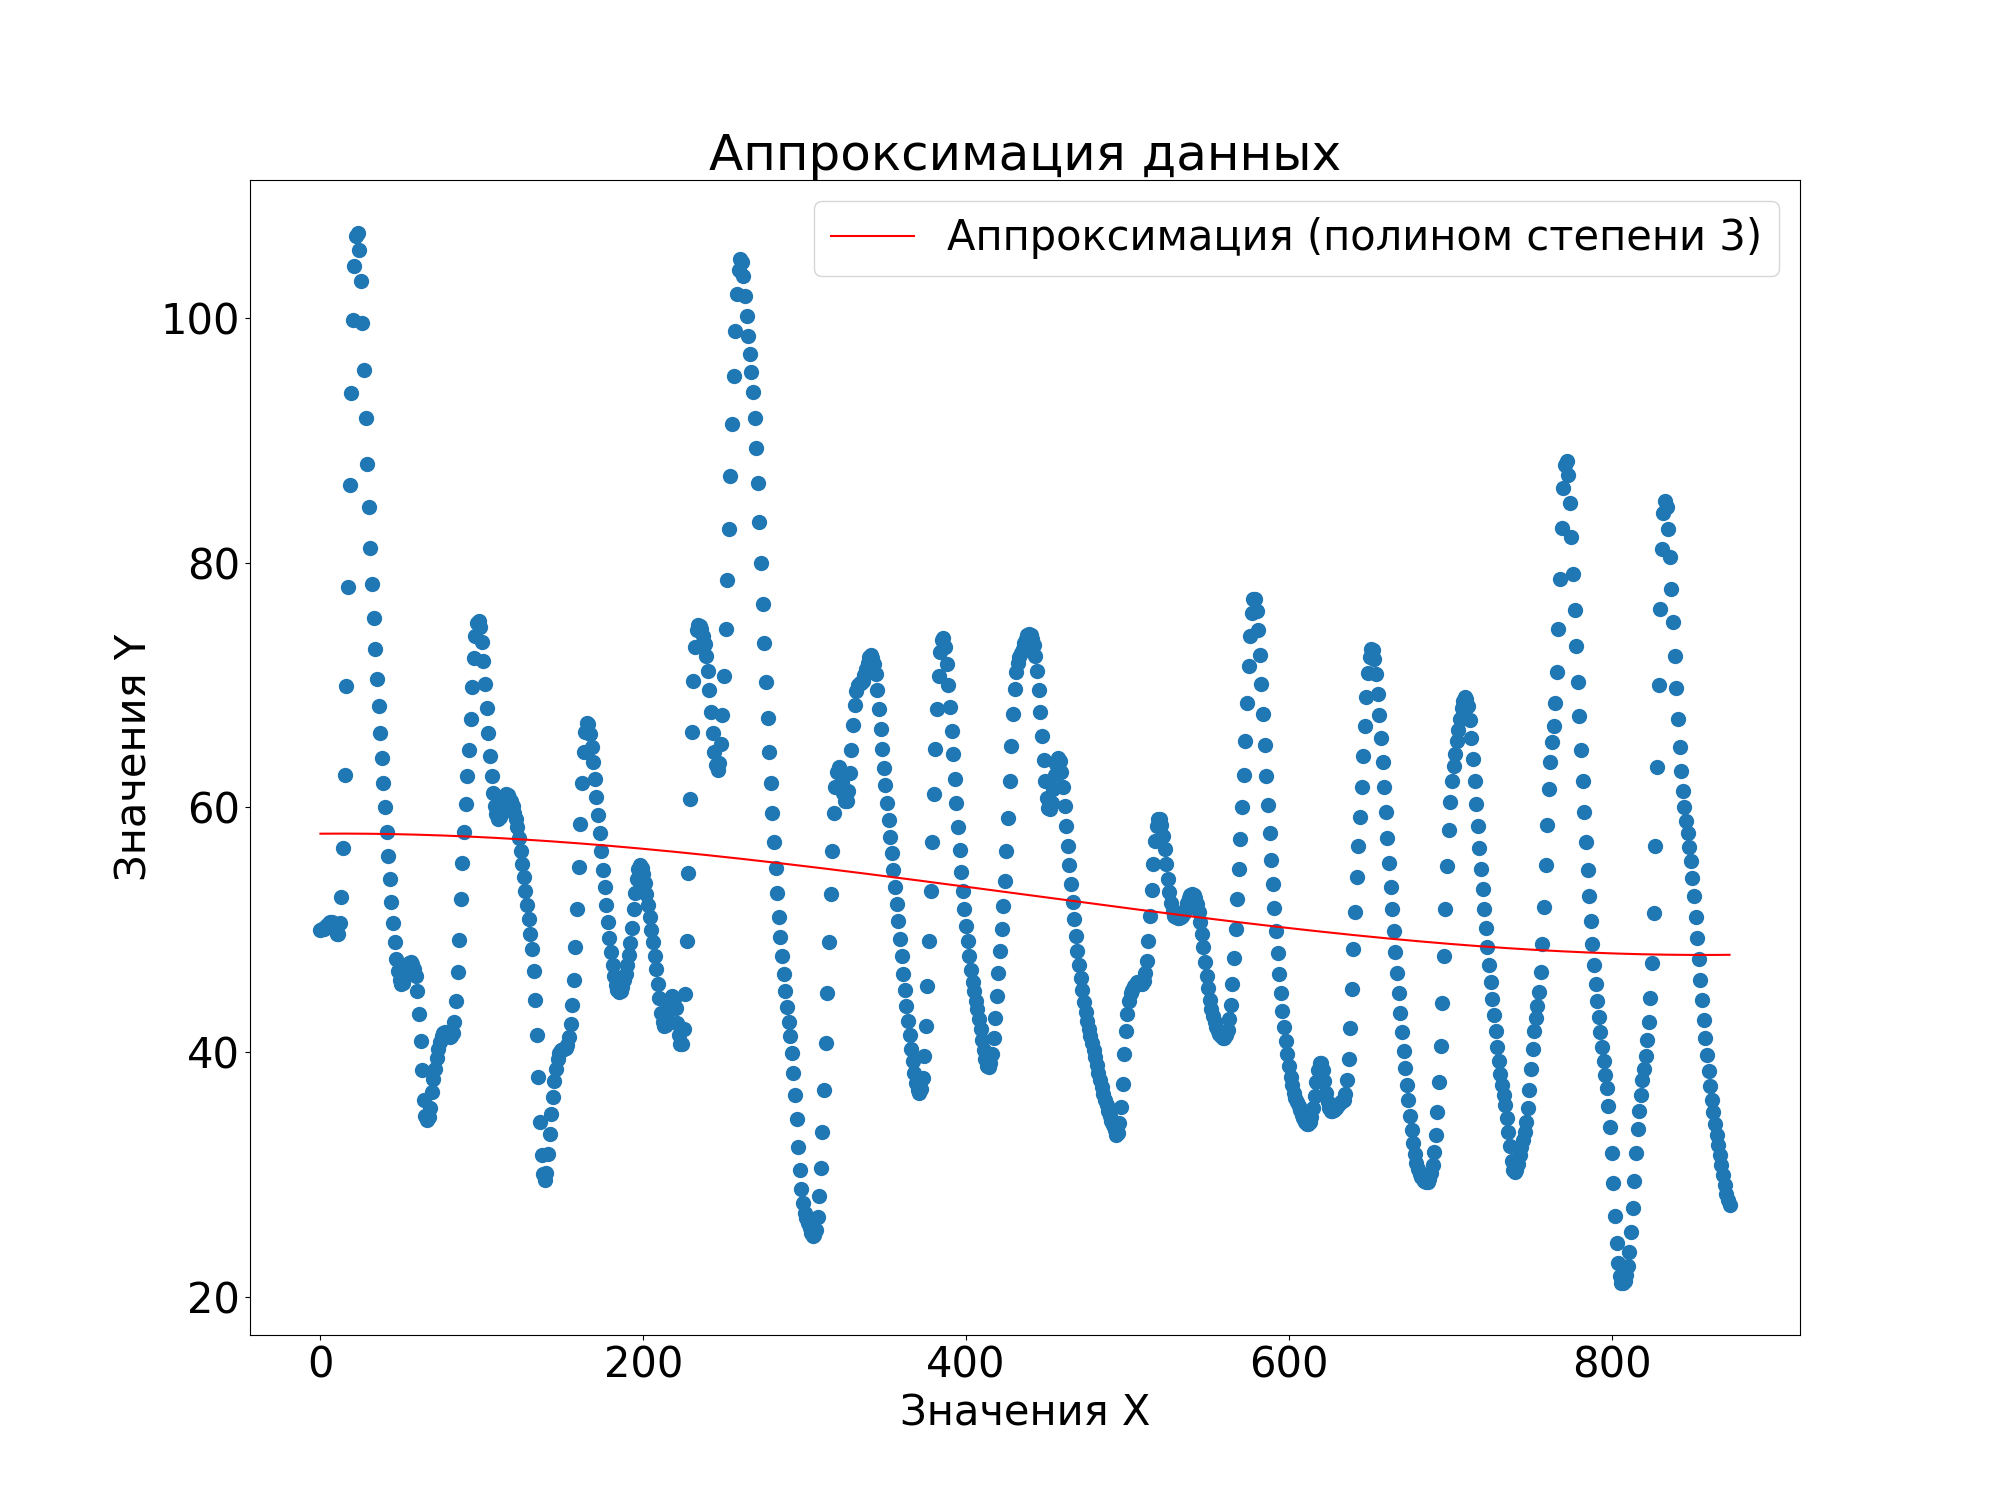 Аппроксимация данных
Аппроксимация (полином степени 3)
100
80
60
40
20
Значения Y
0 200 400 600 800
Значения X